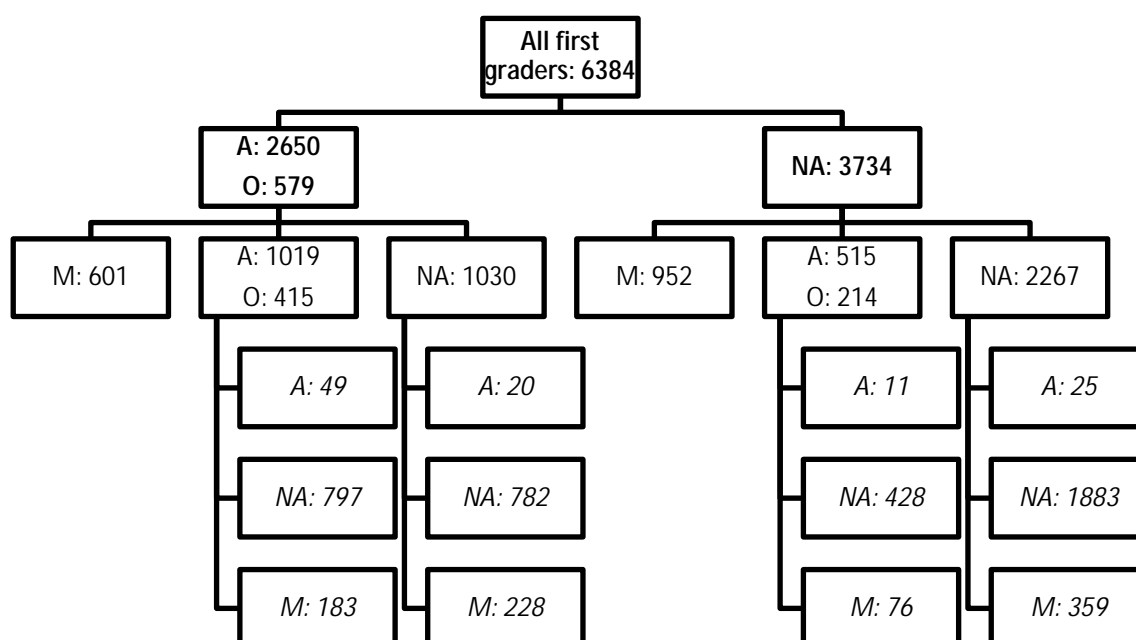 All first
graders: 6384
A: 2650
O: 579
NA: 3734
M: 601
A: 1019
O: 415
NA: 1030
M: 952
A: 515
O: 214
NA: 2267
A: 49
A: 20
A: 11
A: 25
NA: 797
NA: 782
NA: 428
NA: 1883
M: 183
M: 228
M: 76
M: 359